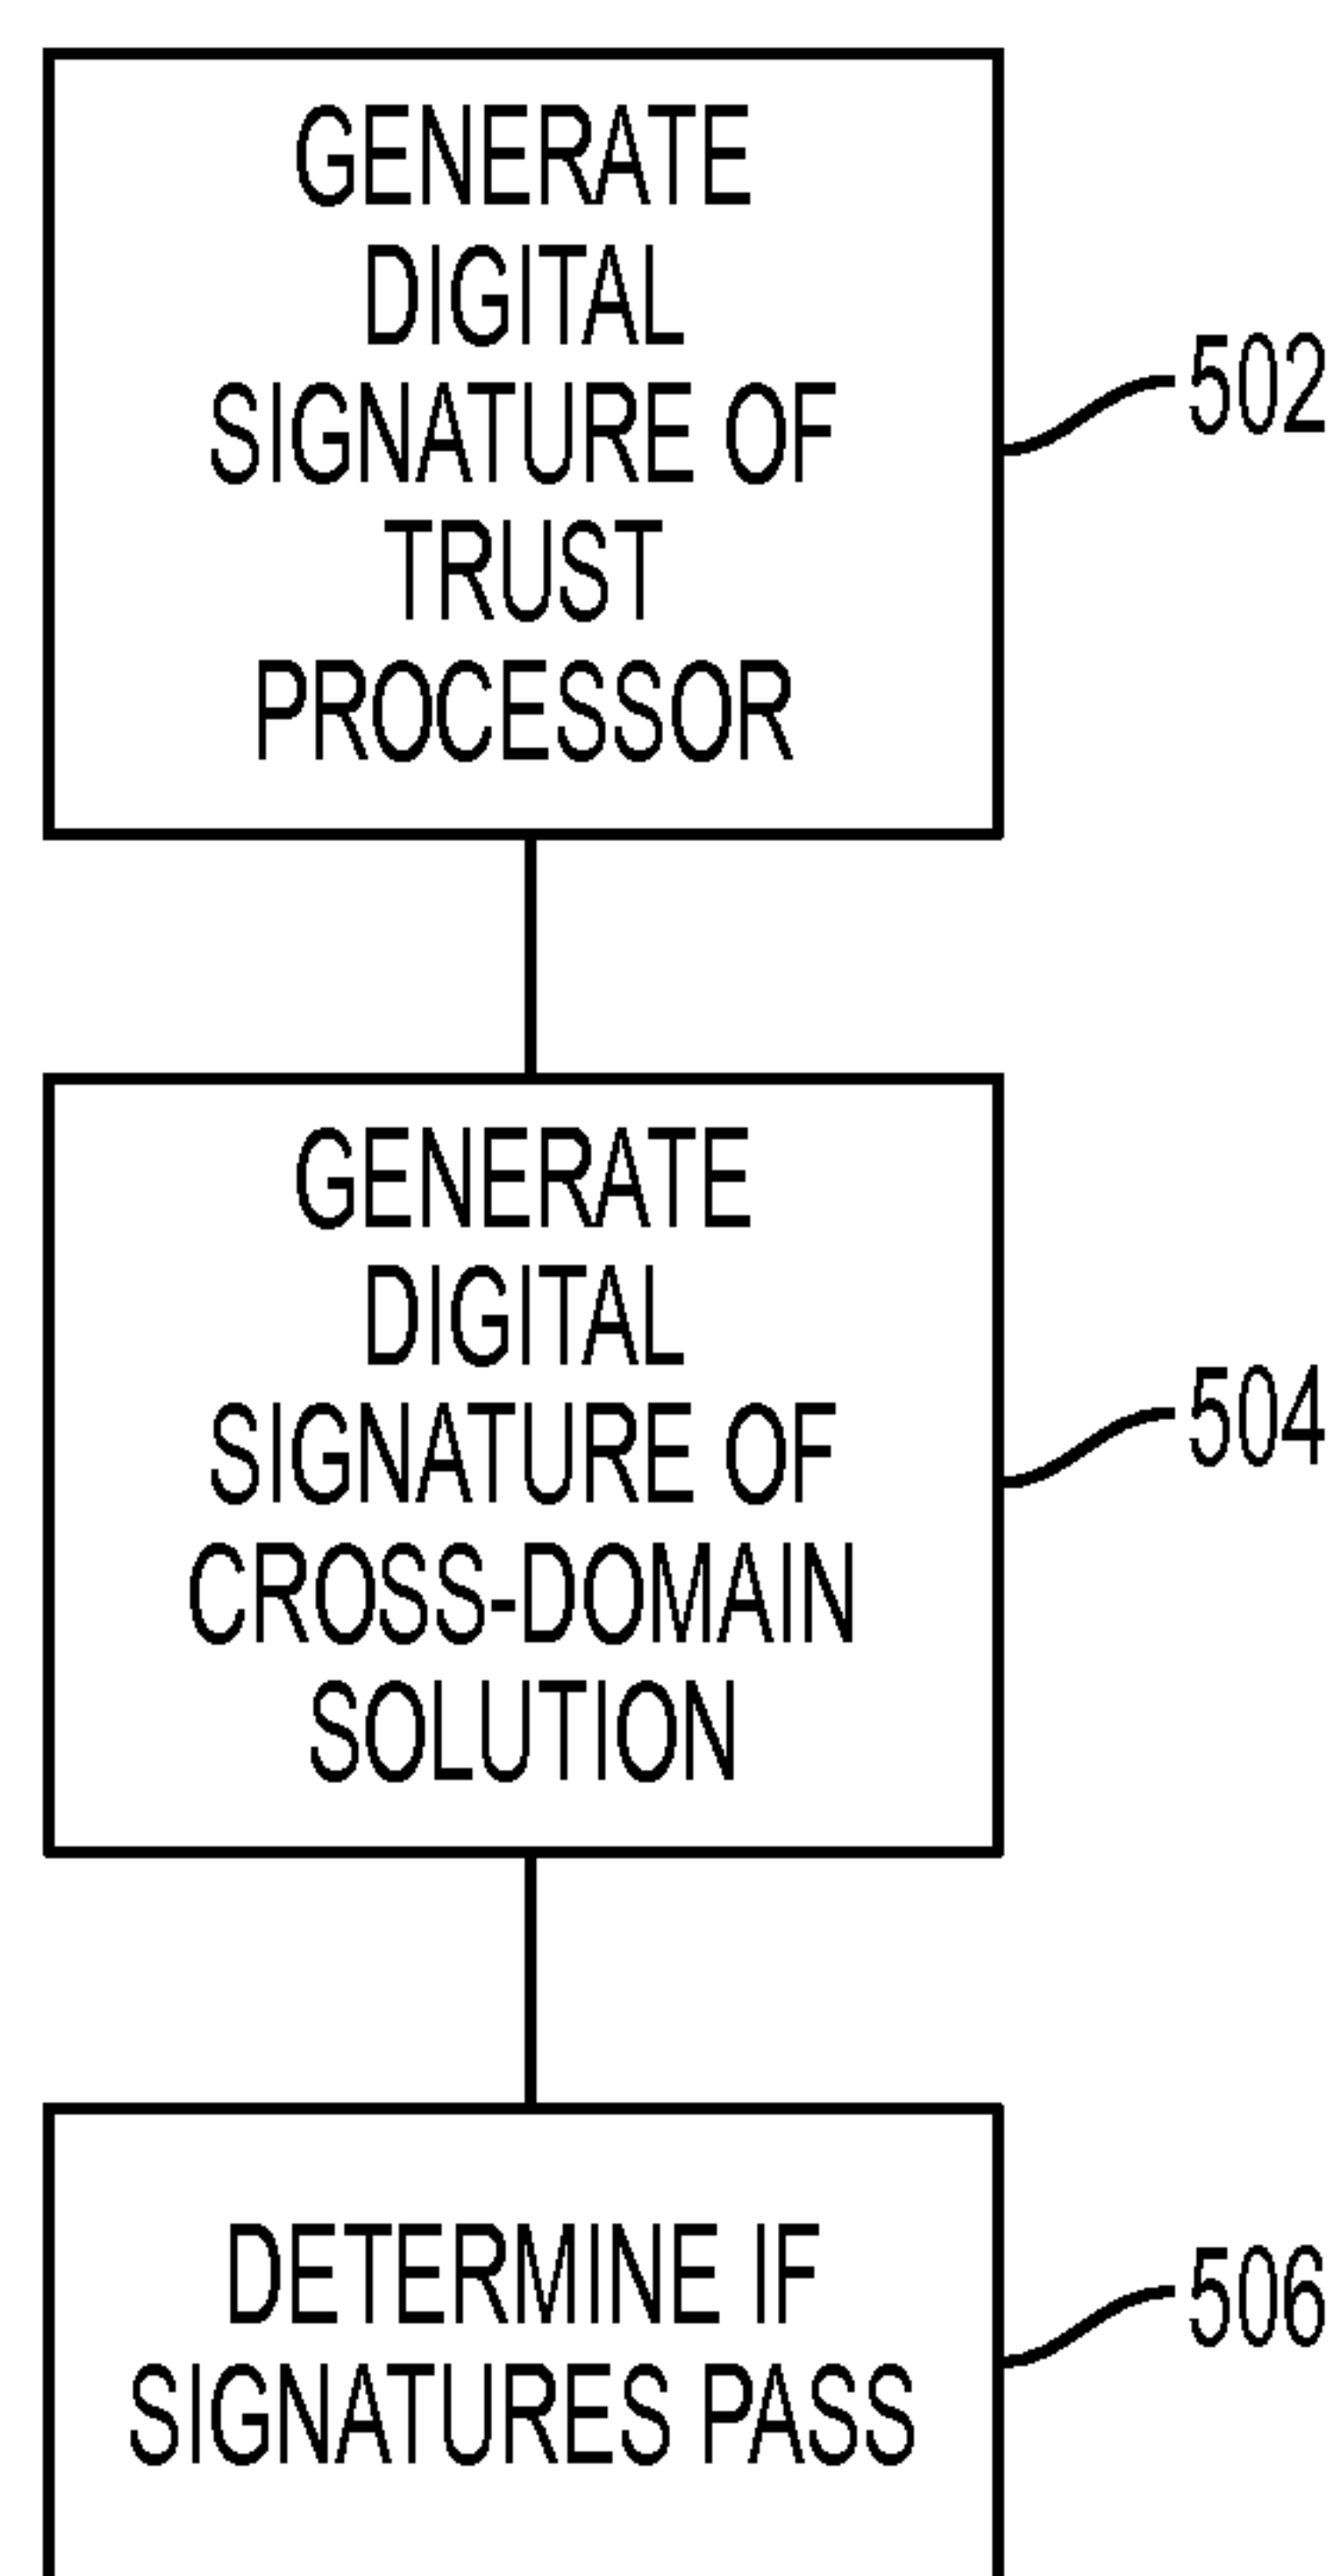 GENERATE
DIGITAL
SIGNATURE OF
TRUST
PROCESSOR
502
GENERATE
DIGITAL
SIGNATURE OF
CROSS-DOMAIN
SOLUTION
504
DETERMINE IF
SIGNATURES PASS
506